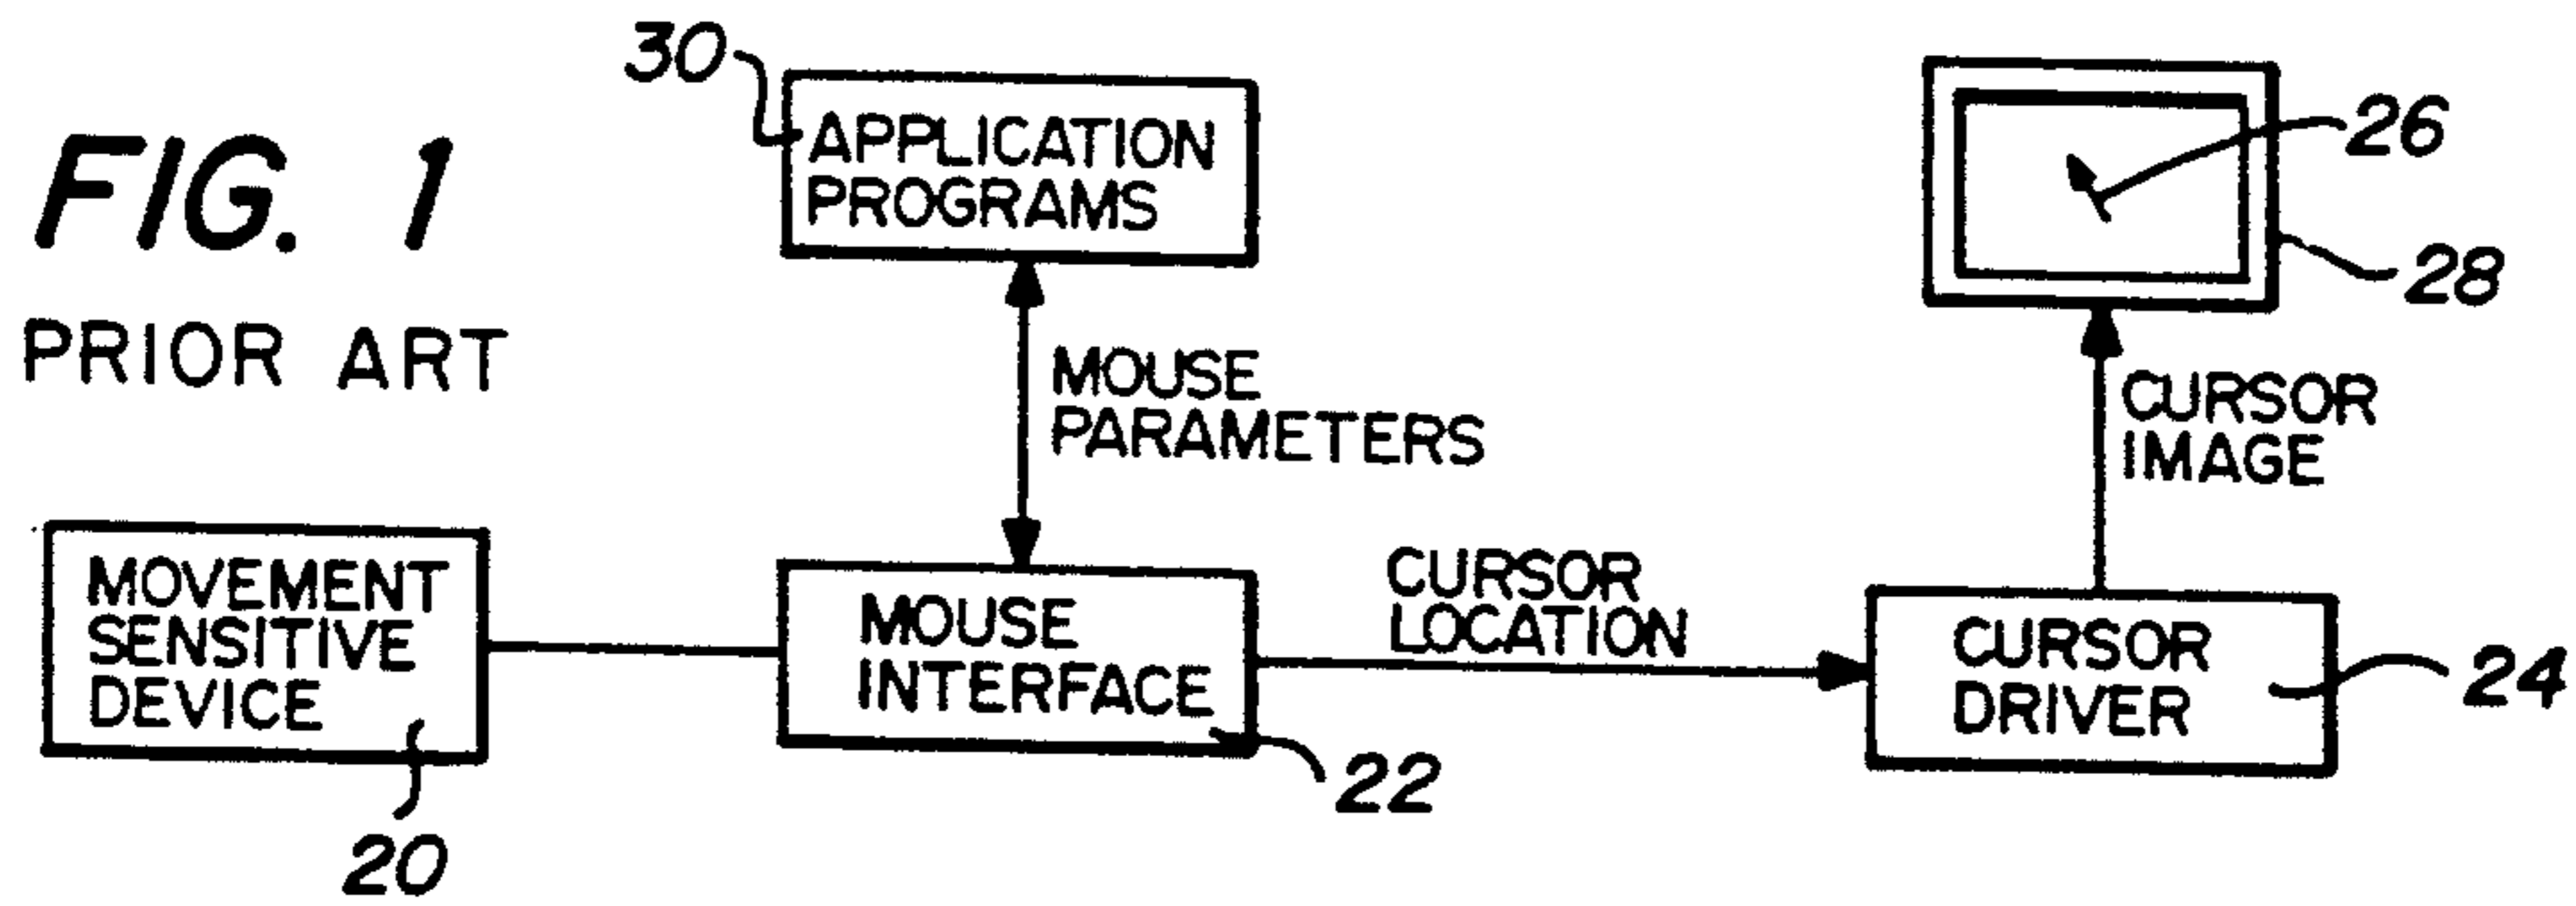 FIG. 1
PRIOR ART
30
APPLICATION
PROGRAMS
MOUSE
PARAMETERS
26
28
CURSOR
IMAGE
MOVEMENT
SENSITIVE
DEVICE
20
MOUSE
INTERFACE
22
CURSOR
LOCATION
CURSOR
DRIVER
24